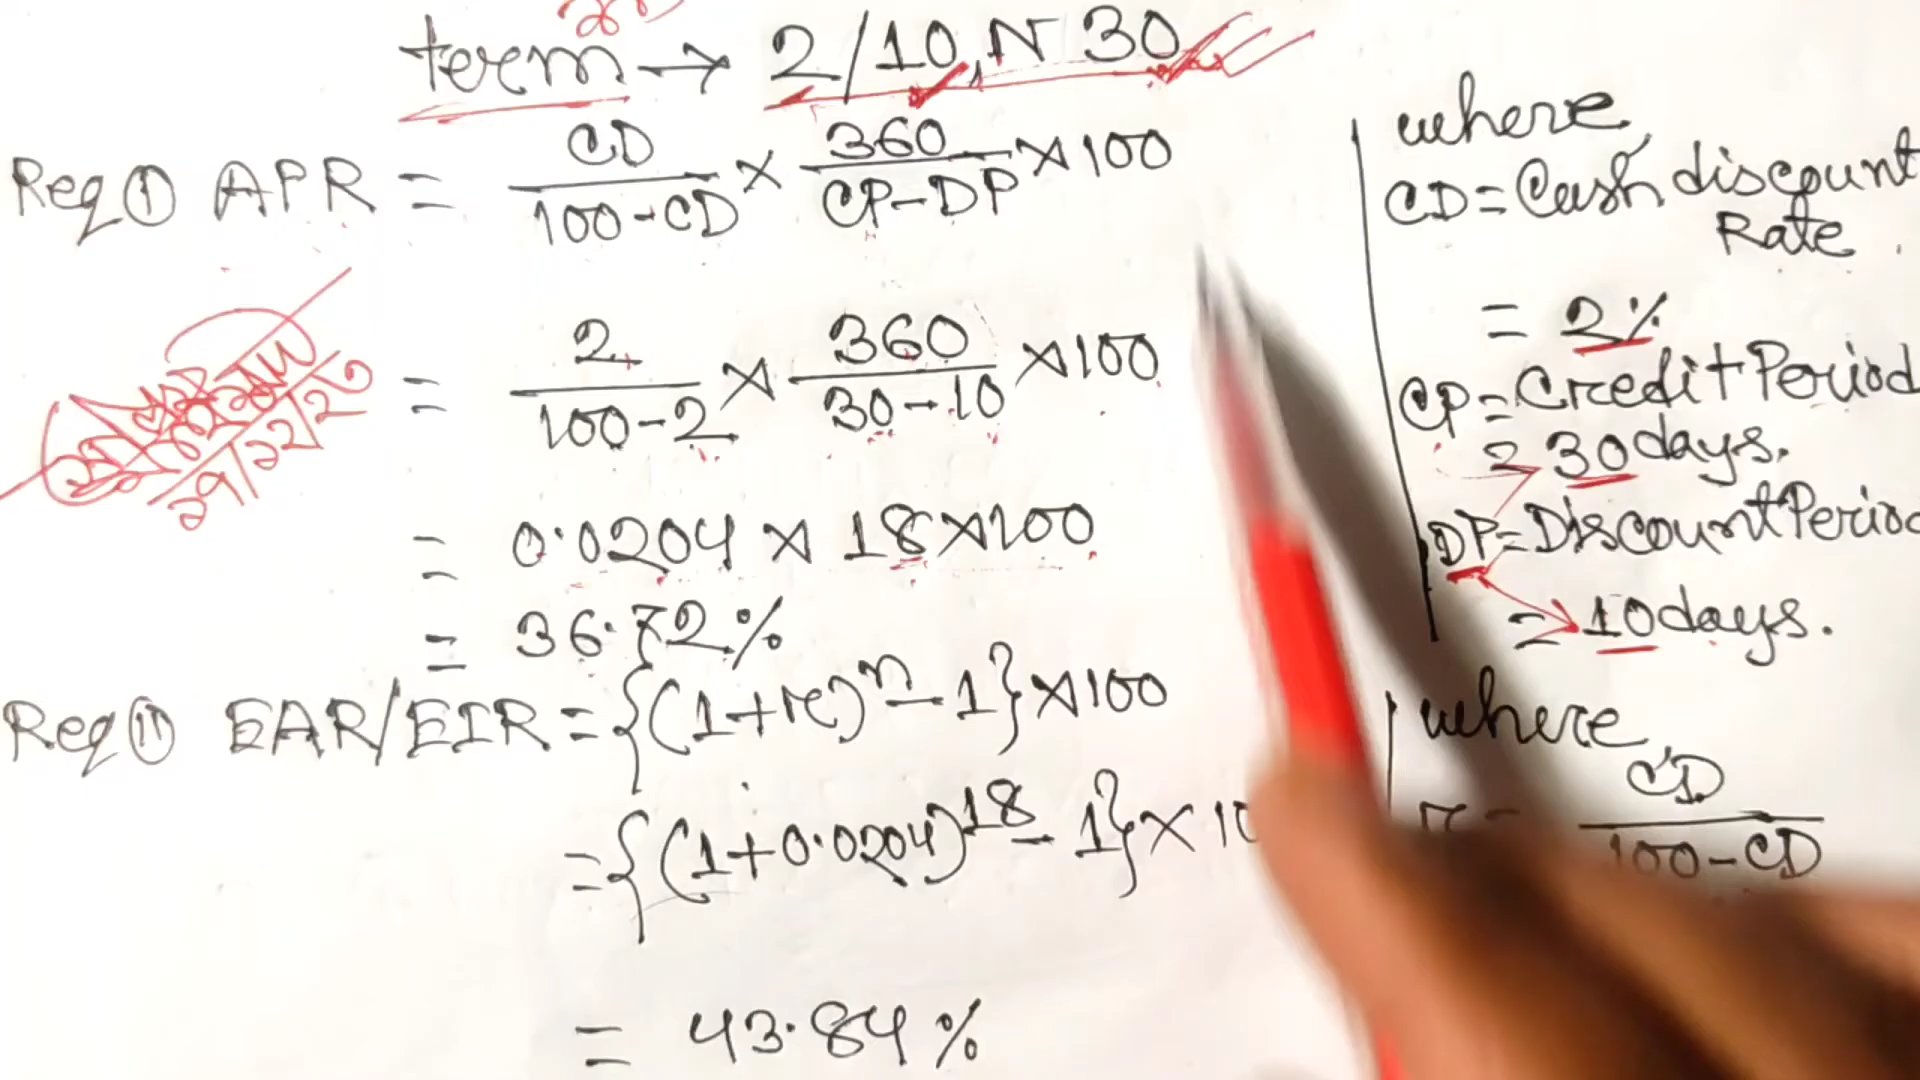 term → 2/10, N 30
Req ① APR = CD / 100-CD × 360 / CP-DP × 100
= 2 / 100-2 × 360 / 30-10 × 100
= 0.0204 × 18 × 100
= 36.72%
Req ⑪ EAR/EIR = {(1+r)^n - 1} × 100
= {(1+0.0204)^18 - 1} × 10
= 43.84%
where,
CD = Cash discount
Rate
= 2%
CP = Credit Period
= 30 days.
DP = Discount Period
= 10 days.
where,
r = CD / 100-CD